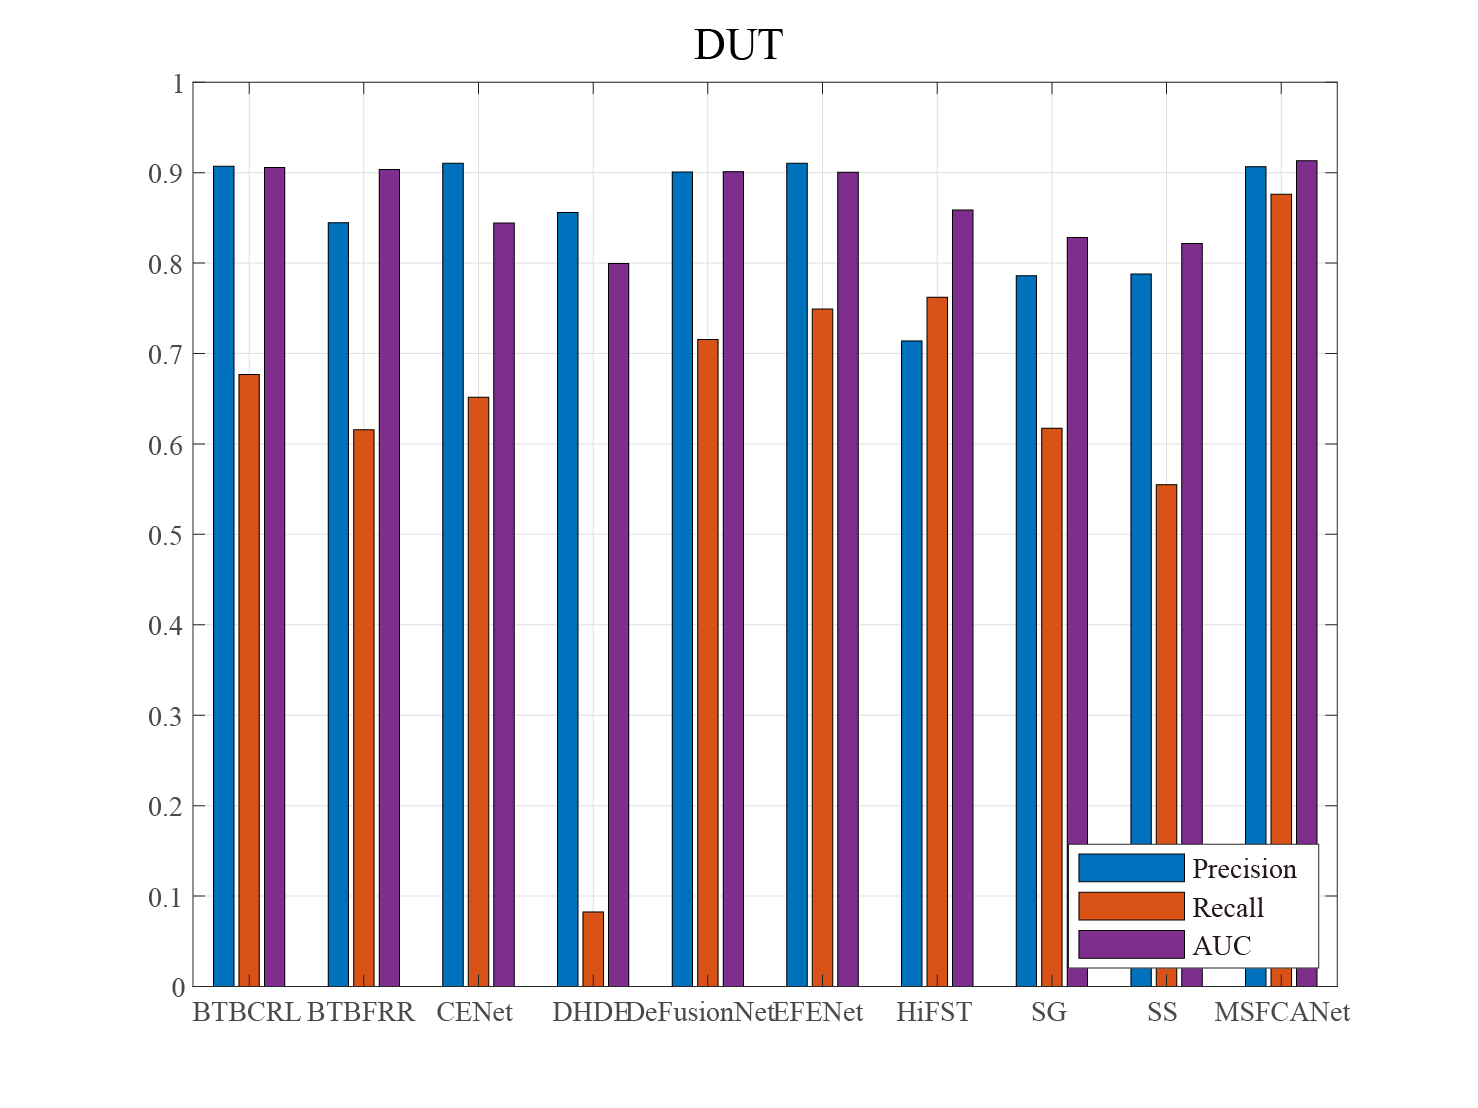 DUT
1
0.9
0.8
0.7
0.6
0.5
0.4
0.3
0.2
0.1
0
Precision
Recall
AUC
BTBCRL BTBFRR CENet DHDE DeFusionNet EFENet HiFST SG SS MSFCANet